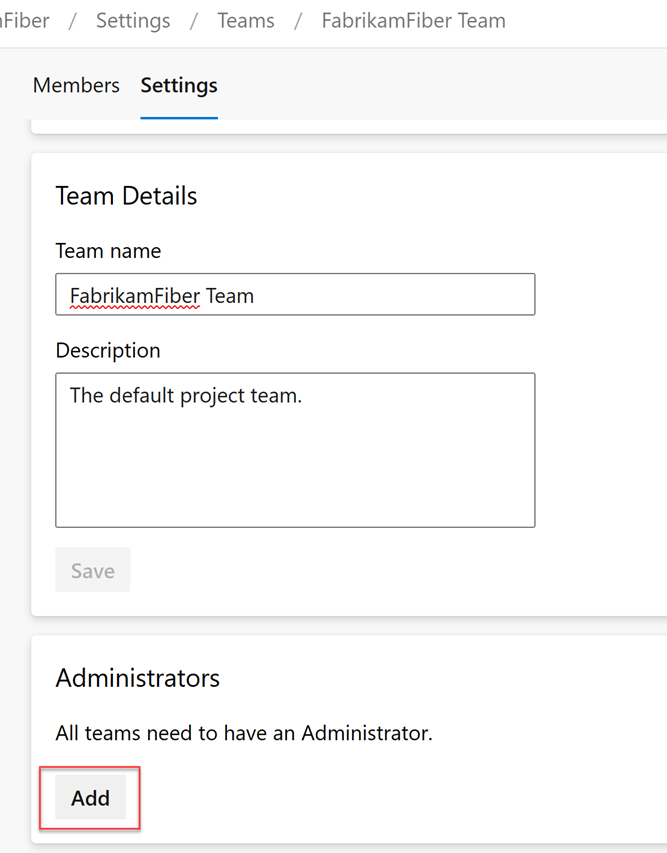 Fiber / Settings / Teams / FabrikamFiber Team
Members Settings
Team Details
Team name
FabrikamFiber Team
Description
The default project team.
Save
Administrators
All teams need to have an Administrator.
Add